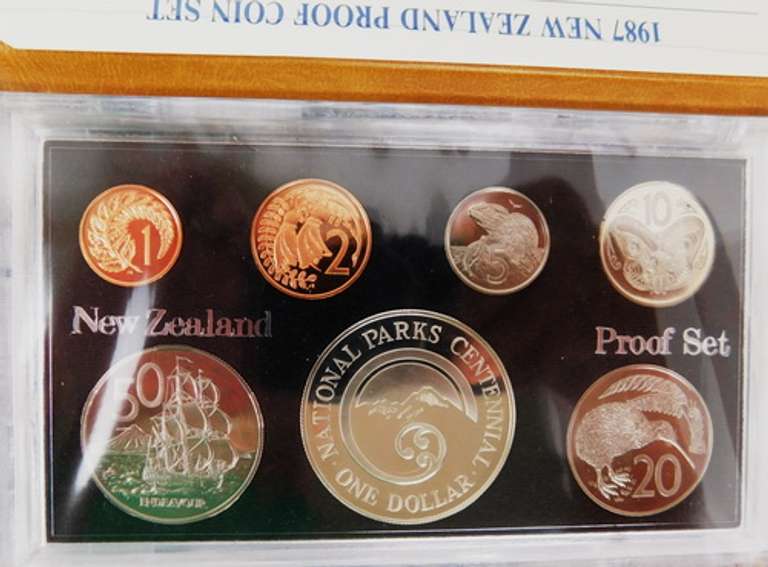 1987 NEW ZEALAND PROOF COIN SET
1
2
5
10
New Zealand
Proof Set
50
ENDEAVOUR
· NATIONAL PARKS CENTENNIAL ·
ONE DOLLAR
20